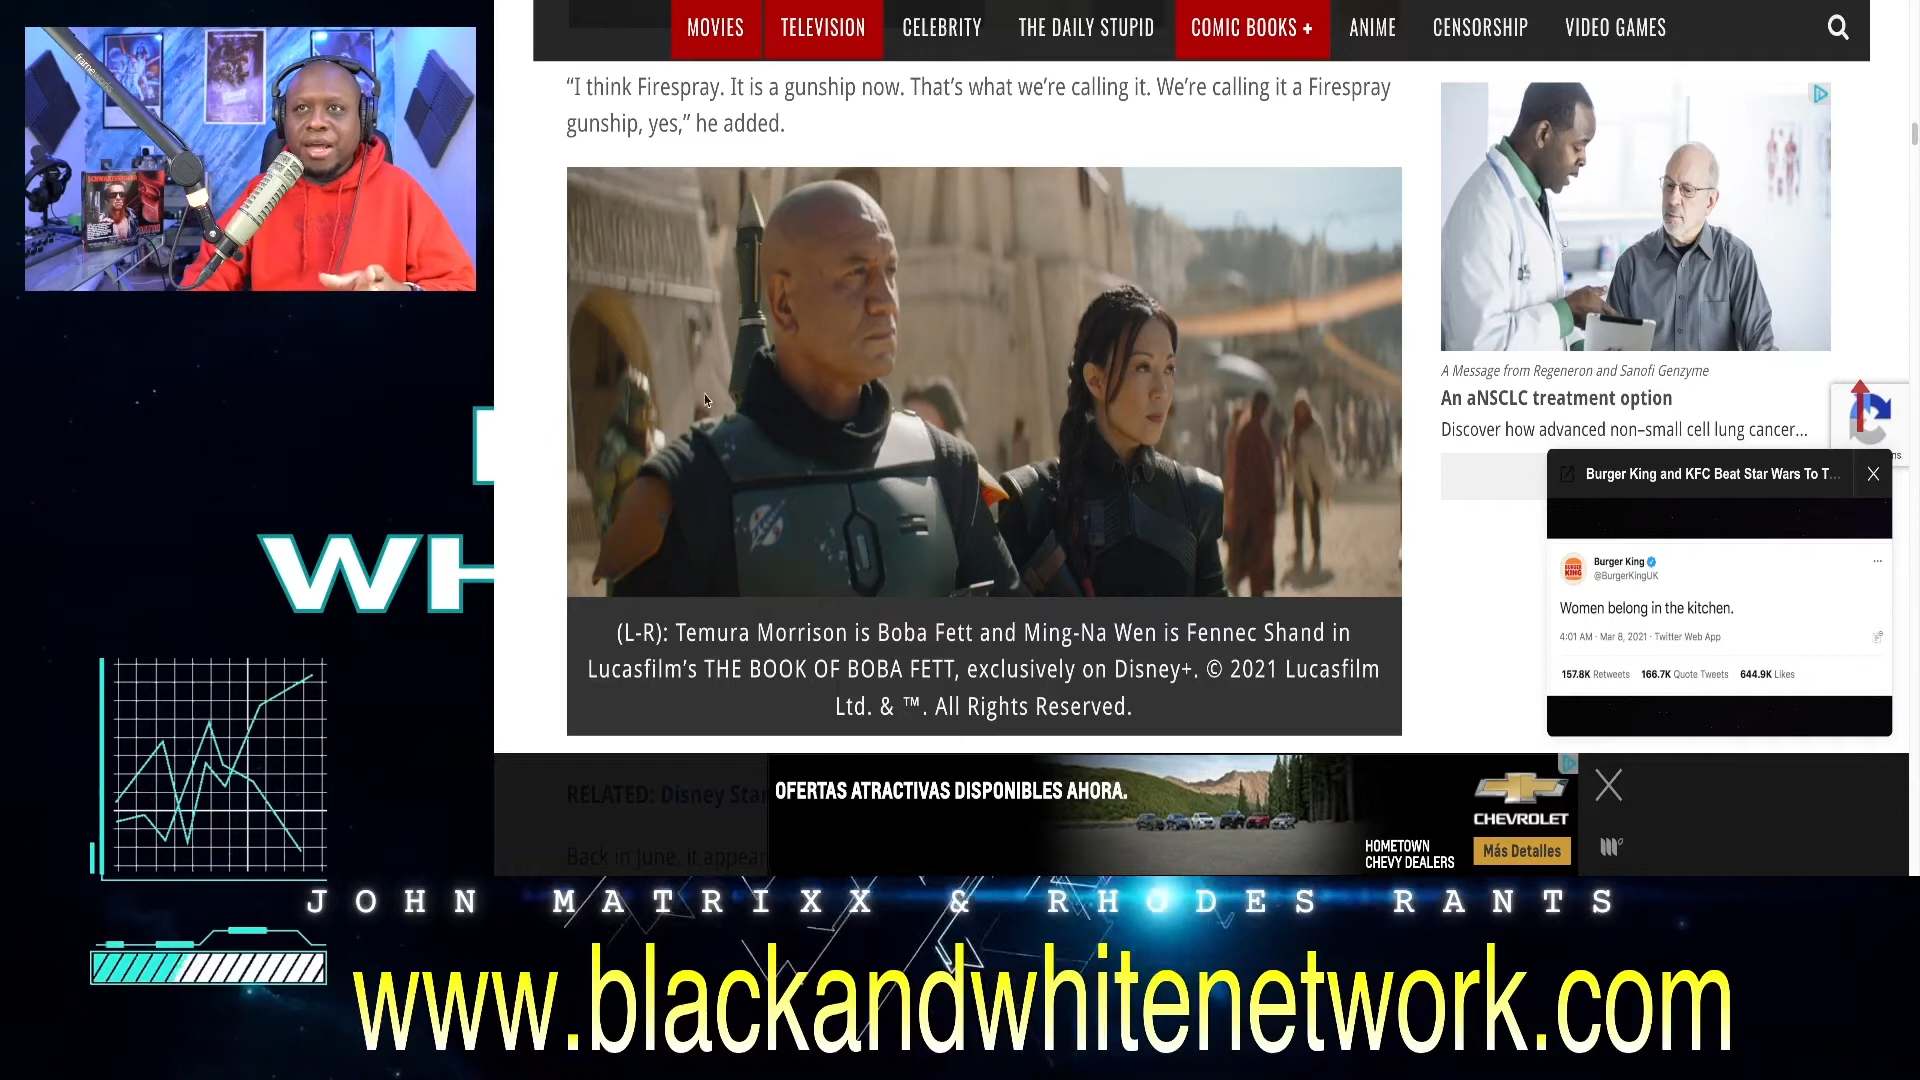 MOVIES
TELEVISION
CELEBRITY
THE DAILY STUPID
COMIC BOOKS +
ANIME
CENSORSHIP
VIDEO GAMES
“I think Firespray. It is a gunship now. That’s what we’re calling it. We’re calling it a Firespray
gunship, yes,” he added.
(L-R): Temura Morrison is Boba Fett and Ming-Na Wen is Fennec Shand in
Lucasfilm’s THE BOOK OF BOBA FETT, exclusively on Disney+. © 2021 Lucasfilm
Ltd. & ™. All Rights Reserved.
A Message from Regeneron and Sanofi Genzyme
An aNSCLC treatment option
Discover how advanced non-small cell lung cancer...
Burger King and KFC Beat Star Wars To T...
BURGER
KING
Burger King
@BurgerKingUK
Women belong in the kitchen.
4:01 AM · Mar 8, 2021 · Twitter Web App
157.8K Retweets 166.7K Quote Tweets 644.9K Likes
RELATED: Disney Star
Back in June, it appear
OFERTAS ATRACTIVAS DISPONIBLES AHORA.
HOMETOWN
CHEVY DEALERS
CHEVROLET
Más Detalles
WH
JOHN MATRIXX & RHODES RANTS
www.blackandwhitenetwork.com